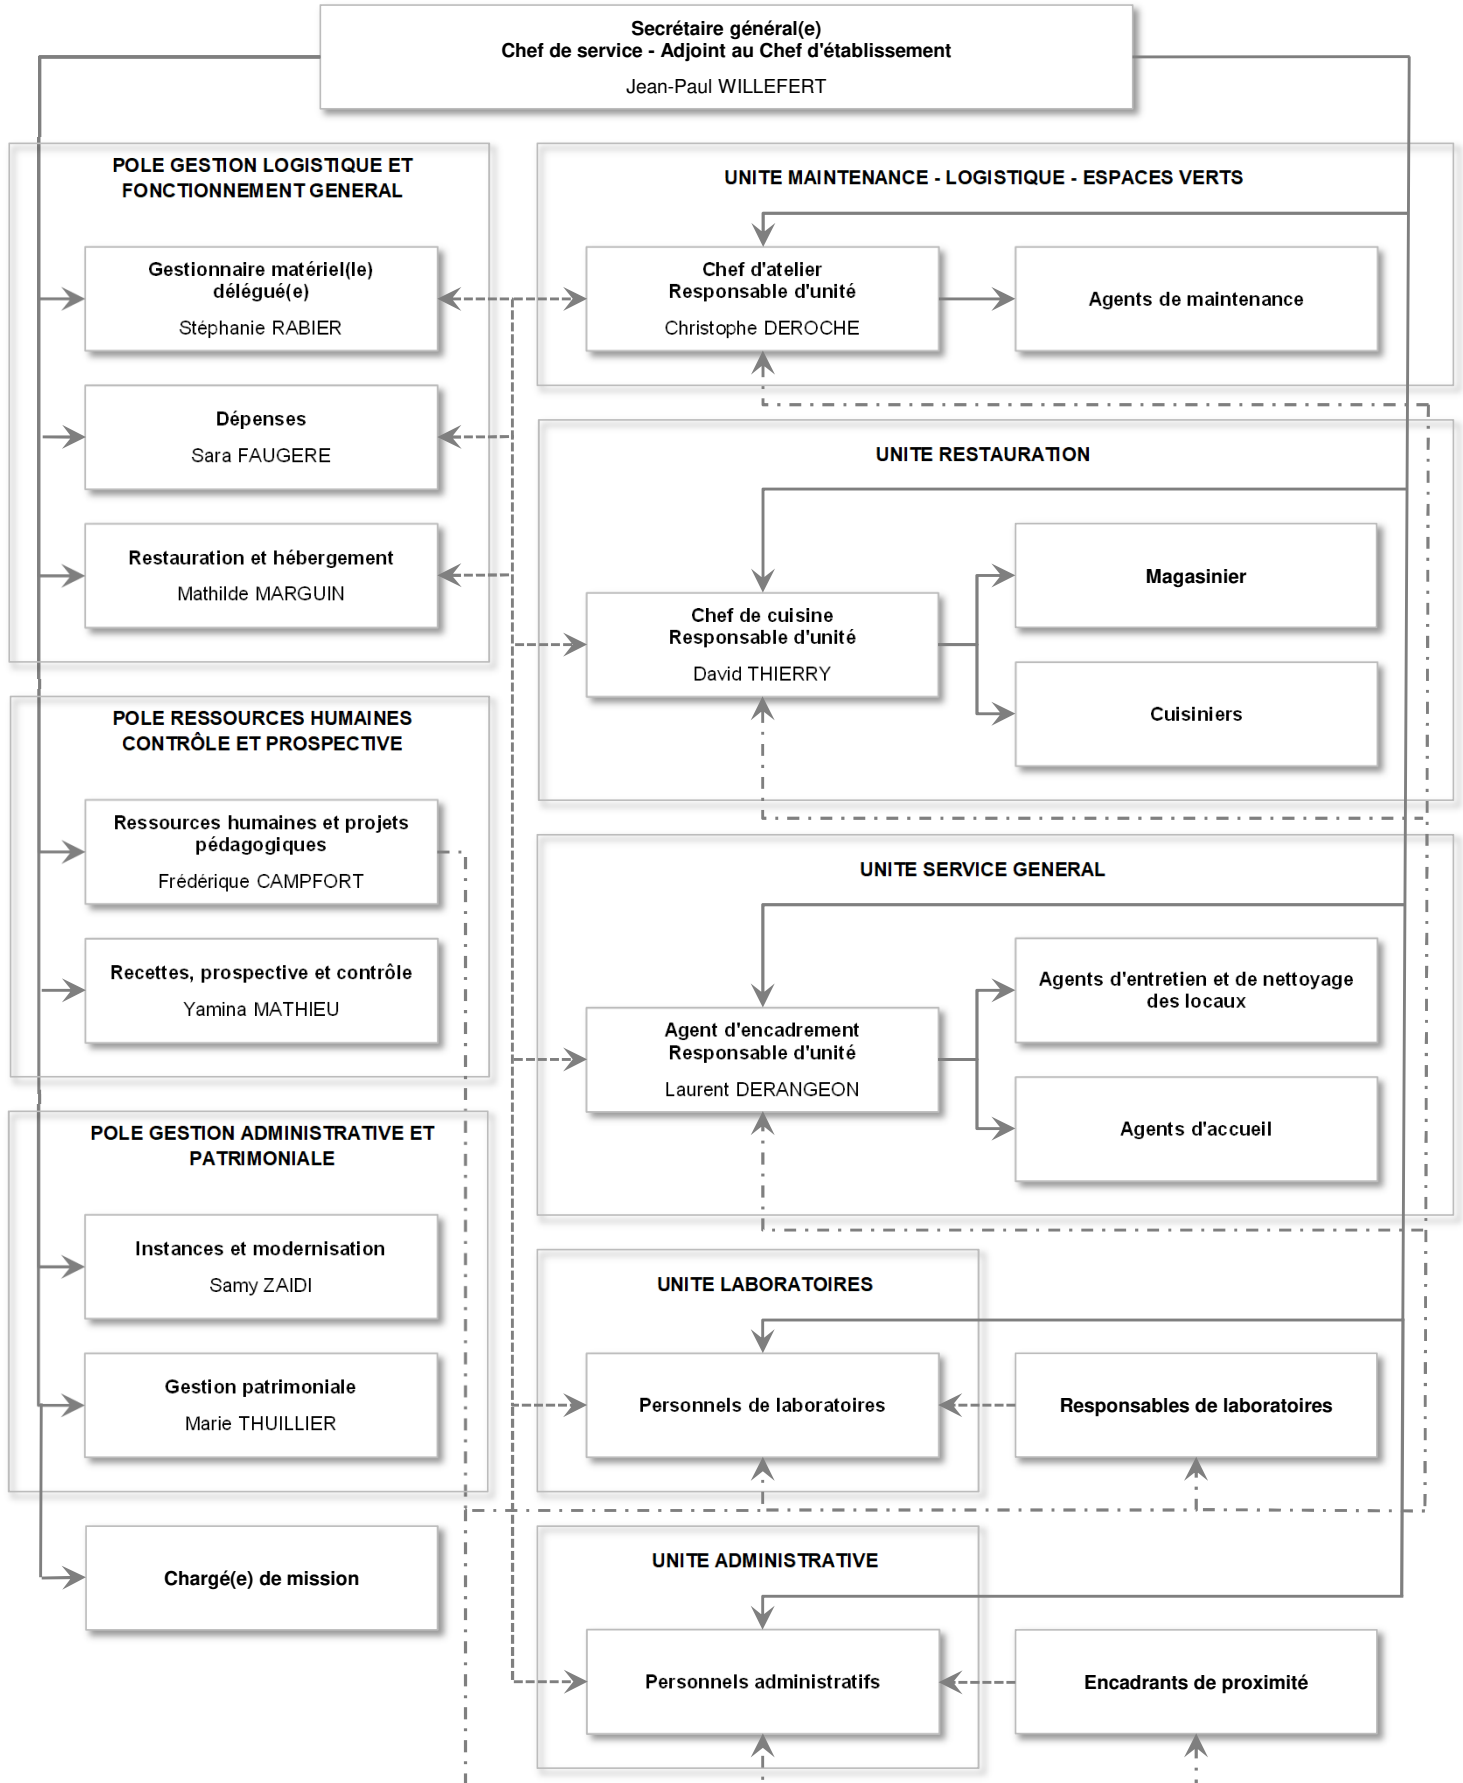 Secrétaire général(e)
Chef de service - Adjoint au Chef d'établissement
Jean-Paul WILLEFERT
POLE GESTION LOGISTIQUE ET
FONCTIONNEMENT GENERAL
Gestionnaire matériel(le)
délégué(e)
Stéphanie RABIER
Dépenses
Sara FAUGERE
Restauration et hébergement
Mathilde MARGUIN
POLE RESSOURCES HUMAINES
CONTRÔLE ET PROSPECTIVE
Ressources humaines et projets
pédagogiques
Frédérique CAMPFORT
Recettes, prospective et contrôle
Yamina MATHIEU
POLE GESTION ADMINISTRATIVE ET
PATRIMONIALE
Instances et modernisation
Samy ZAIDI
Gestion patrimoniale
Marie THUILLIER
Chargé(e) de mission
UNITE MAINTENANCE - LOGISTIQUE - ESPACES VERTS
Chef d'atelier
Responsable d'unité
Christophe DEROCHE
Agents de maintenance
UNITE RESTAURATION
Chef de cuisine
Responsable d'unité
David THIERRY
Magasinier
Cuisiniers
UNITE SERVICE GENERAL
Agent d'encadrement
Responsable d'unité
Laurent DERANGEON
Agents d'entretien et de nettoyage
des locaux
Agents d'accueil
UNITE LABORATOIRES
Personnels de laboratoires
Responsables de laboratoires
UNITE ADMINISTRATIVE
Personnels administratifs
Encadrants de proximité